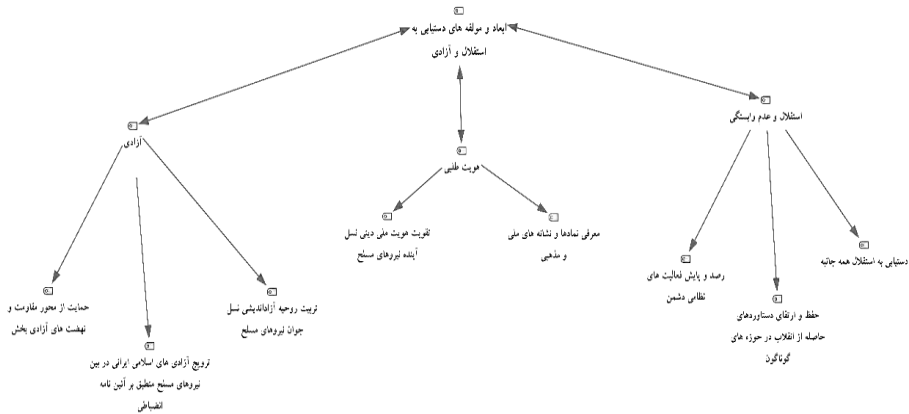 ابعاد و مولفه های دستیابی به
استقلال و آزادی
استقلال و عدم وابستگی
آزادی
هویت طلبی
معرفی نمادها و نشانه های ملی
و مذهبی
تقویت هویت ملی دینی نسل
آینده نیروهای مسلح
دستیابی به استقلال همه جانبه
رصد و پایش فعالیت های
نظامی دشمن
حفظ و ارتقای دستاوردهای
حاصله از انقلاب در حوزه های
گوناگون
تربیت روحیه آزاداندیشی نسل
جوان نیروهای مسلح
حمایت از محور مقاومت و
نهضت های آزادی بخش
ترویج آزادی های اسلامی ایرانی در بین
نیروهای مسلح منطبق بر آئین نامه
انضباطی